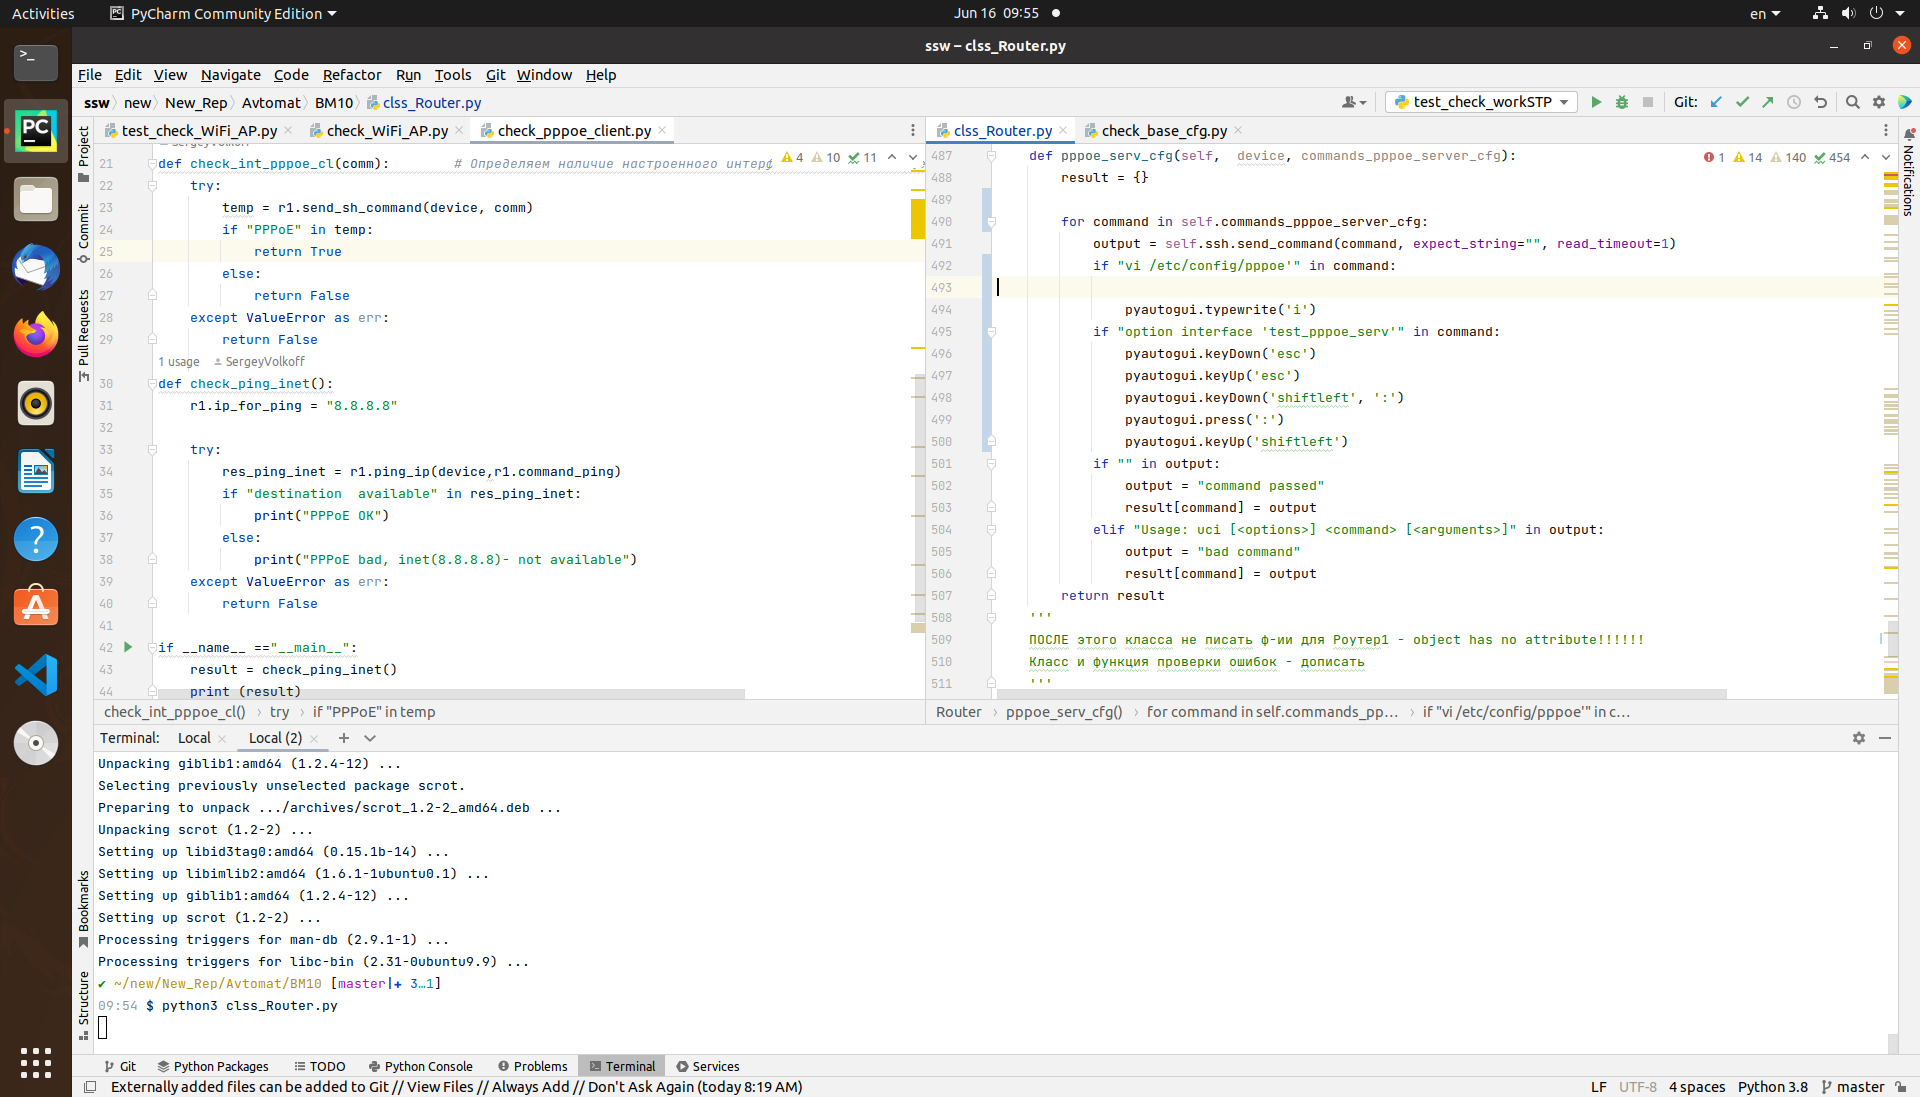 Activities
PyCharm Community Edition
Jun 16 09:55
en
ssw – clss_Router.py
File Edit View Navigate Code Refactor Run Tools Git Window Help
ssw new New_Rep Avtomat BM10 clss_Router.py
test_check_workSTP
Git:
Project
Commit
Pull Requests
Bookmarks
Structure
Notifications
test_check_WiFi_AP.py
check_WiFi_AP.py
check_pppoe_client.py
4 10 11
21 def check_int_pppoe_cl(comm): # Определяем наличие настроенного интерф
22 try:
23 temp = r1.send_sh_command(device, comm)
24 if "PPPoE" in temp:
25 return True
26 else:
27 return False
28 except ValueError as err:
29 return False
1 usage SergeyVolkoff
30 def check_ping_inet():
31 r1.ip_for_ping = "8.8.8.8"
32
33 try:
34 res_ping_inet = r1.ping_ip(device,r1.command_ping)
35 if "destination  available" in res_ping_inet:
36 print("PPPoE OK")
37 else:
38 print("PPPoE bad, inet(8.8.8.8)- not available")
39 except ValueError as err:
40 return False
41
42 if __name__ =="__main__":
43 result = check_ping_inet()
44 print (result)
check_int_pppoe_cl() › try › if "PPPoE" in temp
clss_Router.py
check_base_cfg.py
1 14 140 454
487 def pppoe_serv_cfg(self,  device, commands_pppoe_server_cfg):
488 result = {}
489
490 for command in self.commands_pppoe_server_cfg:
491 output = self.ssh.send_command(command, expect_string="", read_timeout=1)
492 if "vi /etc/config/pppoe'" in command:
493
494 pyautogui.typewrite('i')
495 if "option interface 'test_pppoe_serv'" in command:
496 pyautogui.keyDown('esc')
497 pyautogui.keyUp('esc')
498 pyautogui.keyDown('shiftleft', ':')
499 pyautogui.press(':')
500 pyautogui.keyUp('shiftleft')
501 if "" in output:
502 output = "command passed"
503 result[command] = output
504 elif "Usage: uci [<options>] <command> [<arguments>]" in output:
505 output = "bad command"
506 result[command] = output
507 return result
508 '''
509 ПОСЛЕ этого класса не писать ф-ии для Роутер1 - object has no attribute!!!!!!
510 Класс и функция проверки ошибок - дописать
511 '''
Router › pppoe_serv_cfg() › for command in self.commands_pp... › if "vi /etc/config/pppoe'" in c...
Terminal: Local Local (2)
Unpacking giblib1:amd64 (1.2.4-12) ...
Selecting previously unselected package scrot.
Preparing to unpack .../archives/scrot_1.2-2_amd64.deb ...
Unpacking scrot (1.2-2) ...
Setting up libid3tag0:amd64 (0.15.1b-14) ...
Setting up libimlib2:amd64 (1.6.1-1ubuntu0.1) ...
Setting up giblib1:amd64 (1.2.4-12) ...
Setting up scrot (1.2-2) ...
Processing triggers for man-db (2.9.1-1) ...
Processing triggers for libc-bin (2.31-0ubuntu9.9) ...
✔ ~/new/New_Rep/Avtomat/BM10 [master|✚ 3…1]
09:54 $ python3 clss_Router.py
Git Python Packages TODO Python Console Problems Terminal Services
Externally added files can be added to Git // View Files // Always Add // Don't Ask Again (today 8:19 AM)
LF UTF-8 4 spaces Python 3.8 master